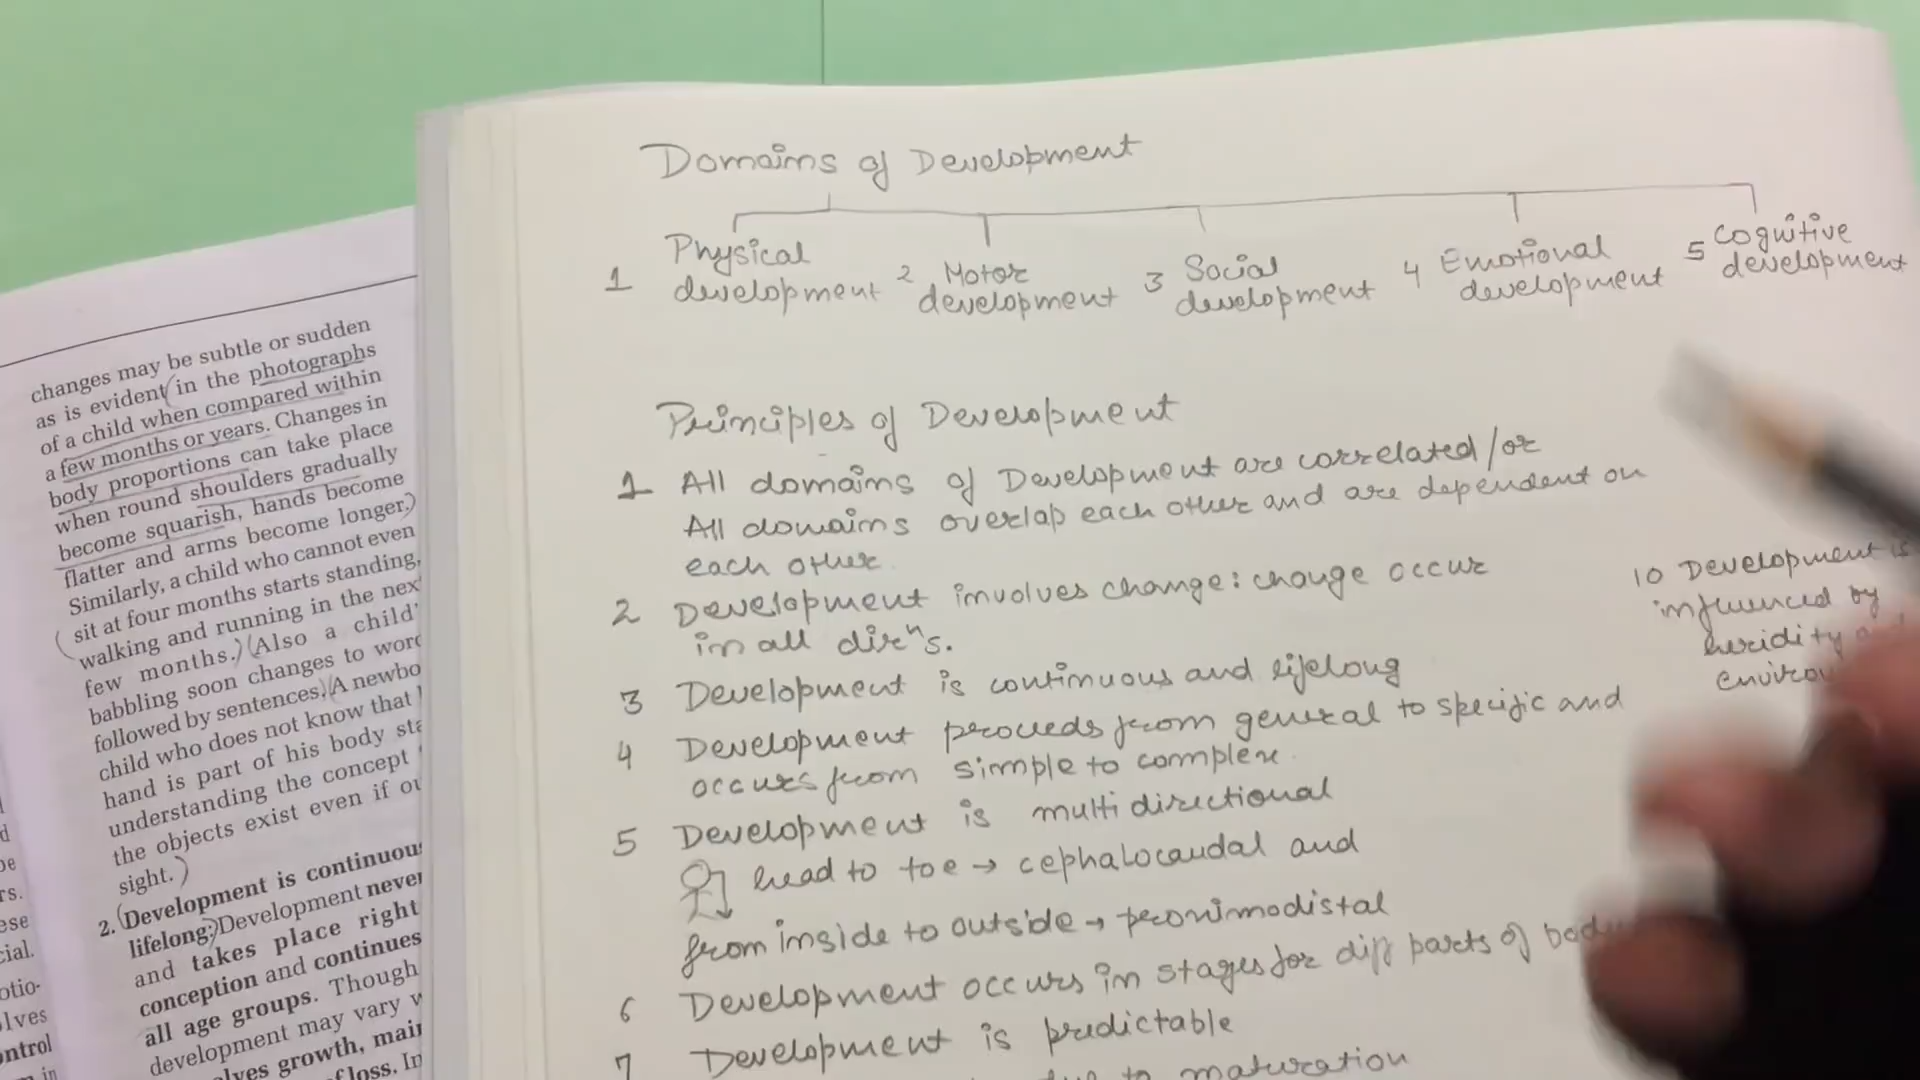 changes may be subtle or sudden
as is evident (in the photographs
of a child when compared within
a few months or years. Changes in
body proportions can take place
when round shoulders gradually
become squarish, hands become
flatter and arms become longer.)
Similarly, a child who cannot even
( sit at four months starts standing,
walking and running in the
few months.) (Also a
babbling soon changes to
followed by sentences.)
child who does not know that
hand is part of his body
understanding the concept
the objects exist even if
sight.)
2. (Development is
lifelong:) Development
and takes place right
conception and continues
all age groups. Though
development may vary
growth,
loss. In
Domains of Development
1 Physical development
2 Motor development
3 Social development
4 Emotional development
5 Cognitive development
Principles of Development
1 All domains of Development are correlated /or
All domains overlap each other and are dependent on
each other.
2 Development involves change: change occur
in all dirⁿs.
3 Development is continuous and lifelong
4 Development proceeds from general to specific and
occurs from simple to complex.
5 Development is multidirectional
head to toe → cephalocaudal and
from inside to outside → proximodistal
6 Development occurs in stages for diff parts of
7 Development is predictable
to maturation
10 Development is
influenced by
heridity